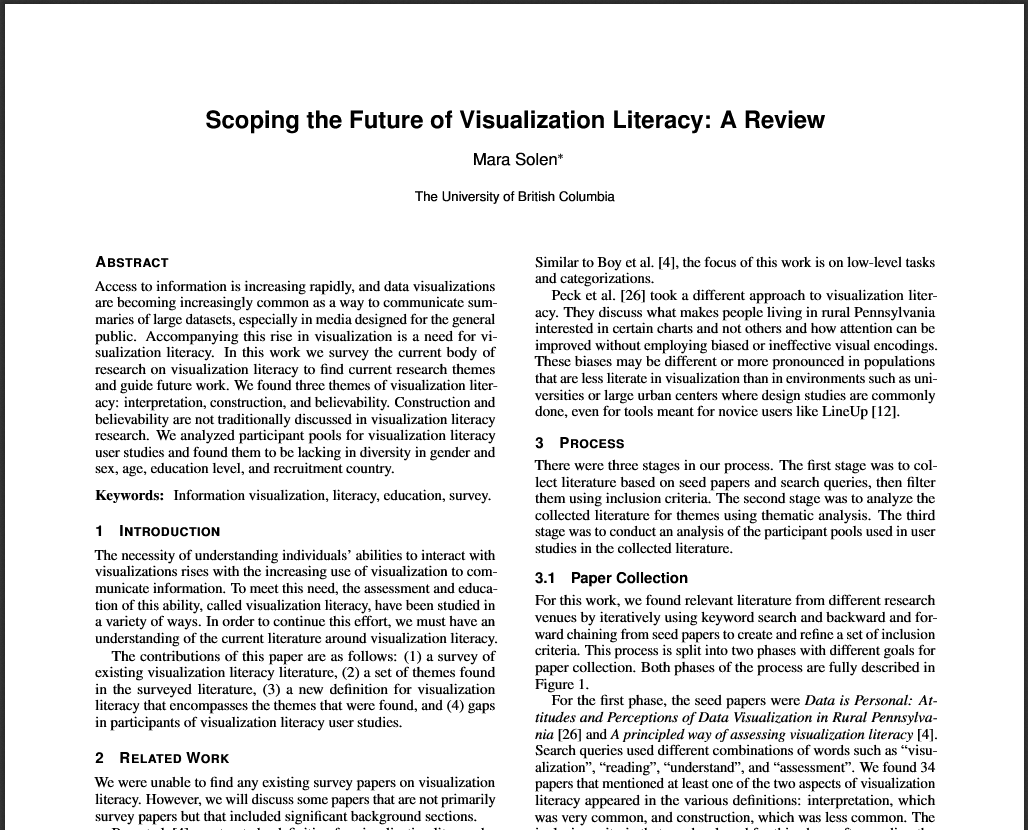 Scoping the Future of Visualization Literacy: A Review
Mara Solen*
The University of British Columbia
ABSTRACT
Access to information is increasing rapidly, and data visualizations
are becoming increasingly common as a way to communicate sum-
maries of large datasets, especially in media designed for the general
public. Accompanying this rise in visualization is a need for vi-
sualization literacy. In this work we survey the current body of
research on visualization literacy to find current research themes
and guide future work. We found three themes of visualization liter-
acy: interpretation, construction, and believability. Construction and
believability are not traditionally discussed in visualization literacy
research. We analyzed participant pools for visualization literacy
user studies and found them to be lacking in diversity in gender and
sex, age, education level, and recruitment country.
Keywords: Information visualization, literacy, education, survey.
1 INTRODUCTION
The necessity of understanding individuals' abilities to interact with
visualizations rises with the increasing use of visualization to com-
municate information. To meet this need, the assessment and educa-
tion of this ability, called visualization literacy, have been studied in
a variety of ways. In order to continue this effort, we must have an
understanding of the current literature around visualization literacy.
The contributions of this paper are as follows: (1) a survey of
existing visualization literacy literature, (2) a set of themes found
in the surveyed literature, (3) a new definition for visualization
literacy that encompasses the themes that were found, and (4) gaps
in participants of visualization literacy user studies.
2 RELATED WORK
We were unable to find any existing survey papers on visualization
literacy. However, we will discuss some papers that are not primarily
survey papers but that included significant background sections.
Similar to Boy et al. [4], the focus of this work is on low-level tasks
and categorizations.
Peck et al. [26] took a different approach to visualization liter-
acy. They discuss what makes people living in rural Pennsylvania
interested in certain charts and not others and how attention can be
improved without employing biased or ineffective visual encodings.
These biases may be different or more pronounced in populations
that are less literate in visualization than in environments such as uni-
versities or large urban centers where design studies are commonly
done, even for tools meant for novice users like LineUp [12].
3 PROCESS
There were three stages in our process. The first stage was to col-
lect literature based on seed papers and search queries, then filter
them using inclusion criteria. The second stage was to analyze the
collected literature for themes using thematic analysis. The third
stage was to conduct an analysis of the participant pools used in user
studies in the collected literature.
3.1 Paper Collection
For this work, we found relevant literature from different research
venues by iteratively using keyword search and backward and for-
ward chaining from seed papers to create and refine a set of inclusion
criteria. This process is split into two phases with different goals for
paper collection. Both phases of the process are fully described in
Figure 1.
For the first phase, the seed papers were Data is Personal: At-
titudes and Perceptions of Data Visualization in Rural Pennsylva-
nia [26] and A principled way of assessing visualization literacy [4].
Search queries used different combinations of words such as “visu-
alization”, “reading”, “understand”, and “assessment”. We found 34
papers that mentioned at least one of the two aspects of visualization
literacy appeared in the various definitions: interpretation, which
was very common, and construction, which was less common. The